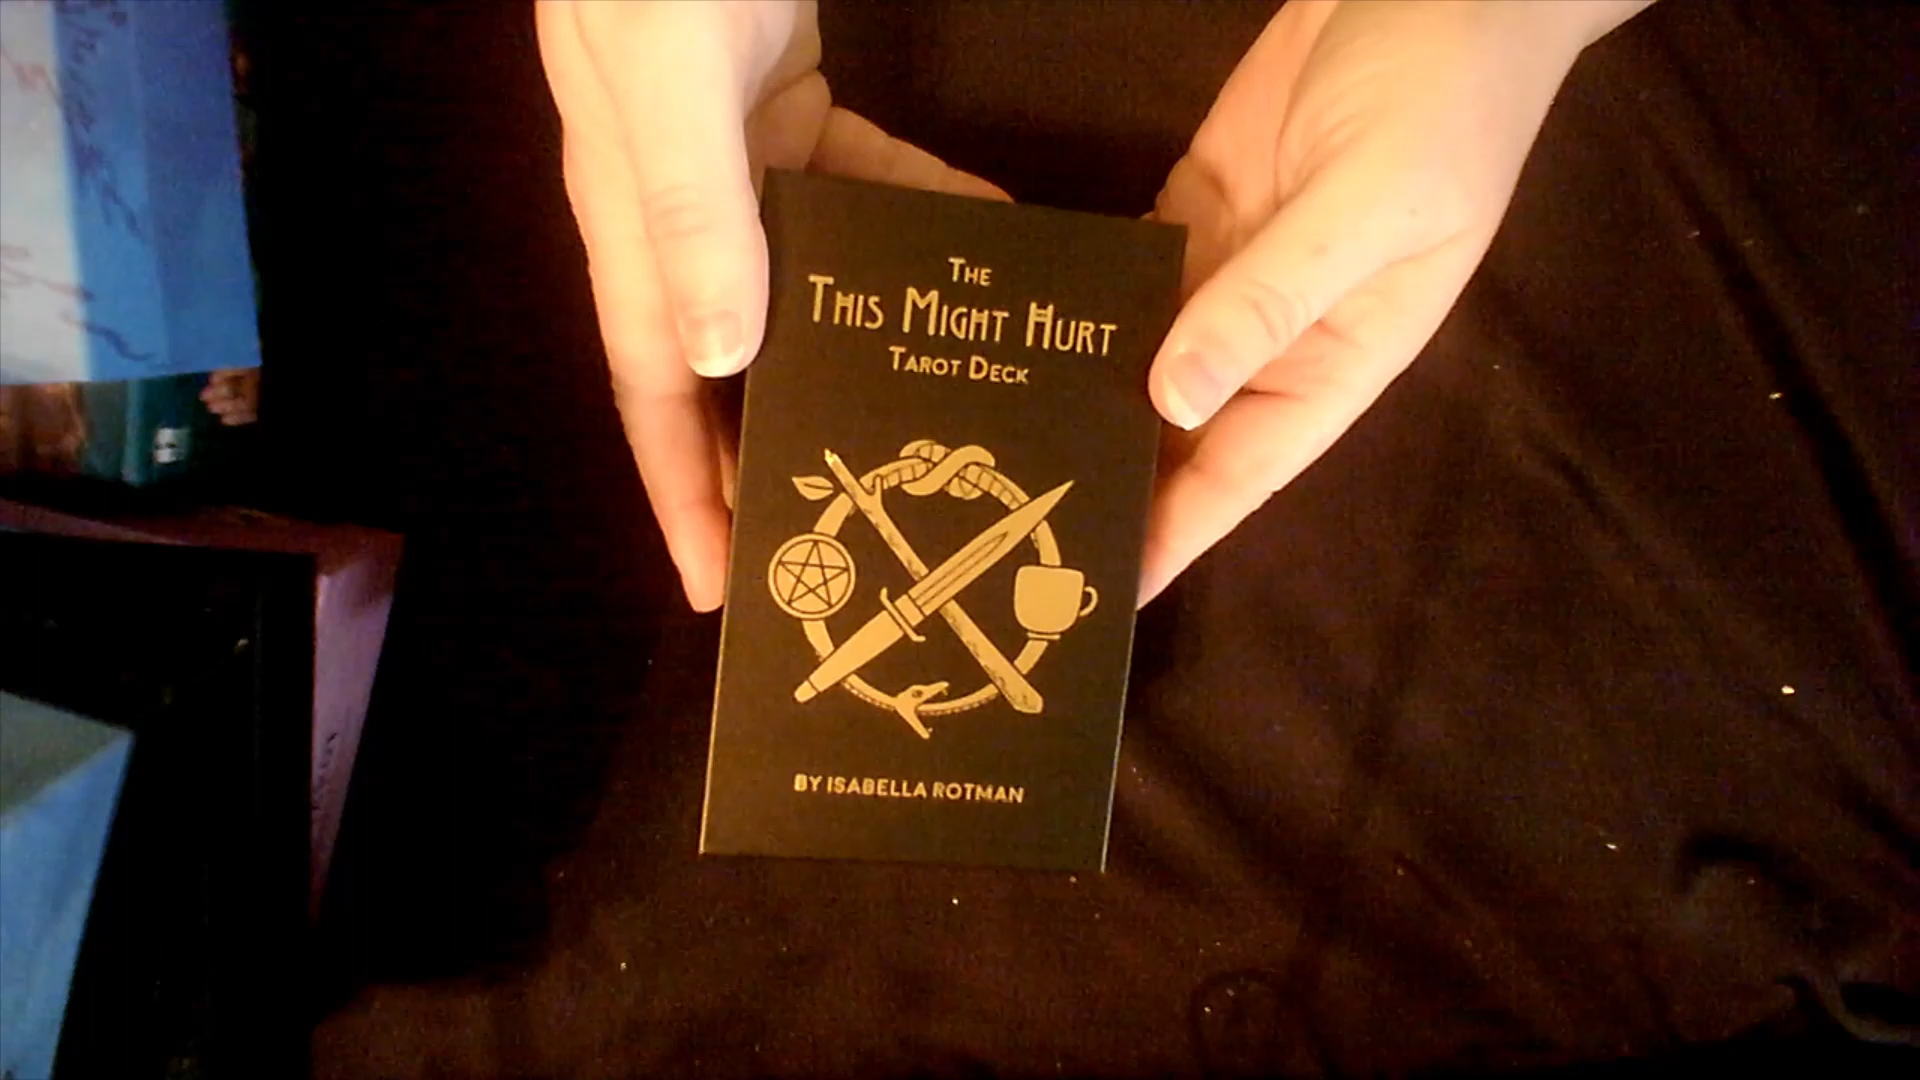 THE
THIS MIGHT HURT
TAROT DECK
BY ISABELLA ROTMAN